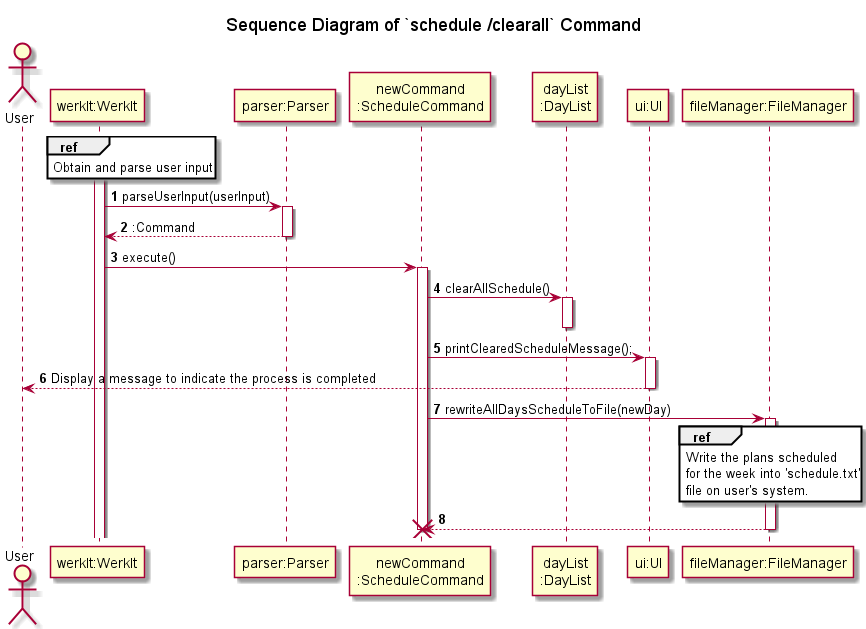 Sequence Diagram of `schedule /clearall` Command
User
werkIt:WerkIt
parser:Parser
newCommand
:ScheduleCommand
dayList
:DayList
ui:UI
fileManager:FileManager
ref
Obtain and parse user input
1 parseUserInput(userInput)
2 :Command
3 execute()
4 clearAllSchedule()
5 printClearedScheduleMessage();
6 Display a message to indicate the process is completed
7 rewriteAllDaysScheduleToFile(newDay)
ref
Write the plans scheduled
for the week into 'schedule.txt'
file on user's system.
8
User
werkIt:WerkIt
parser:Parser
newCommand
:ScheduleCommand
dayList
:DayList
ui:UI
fileManager:FileManager